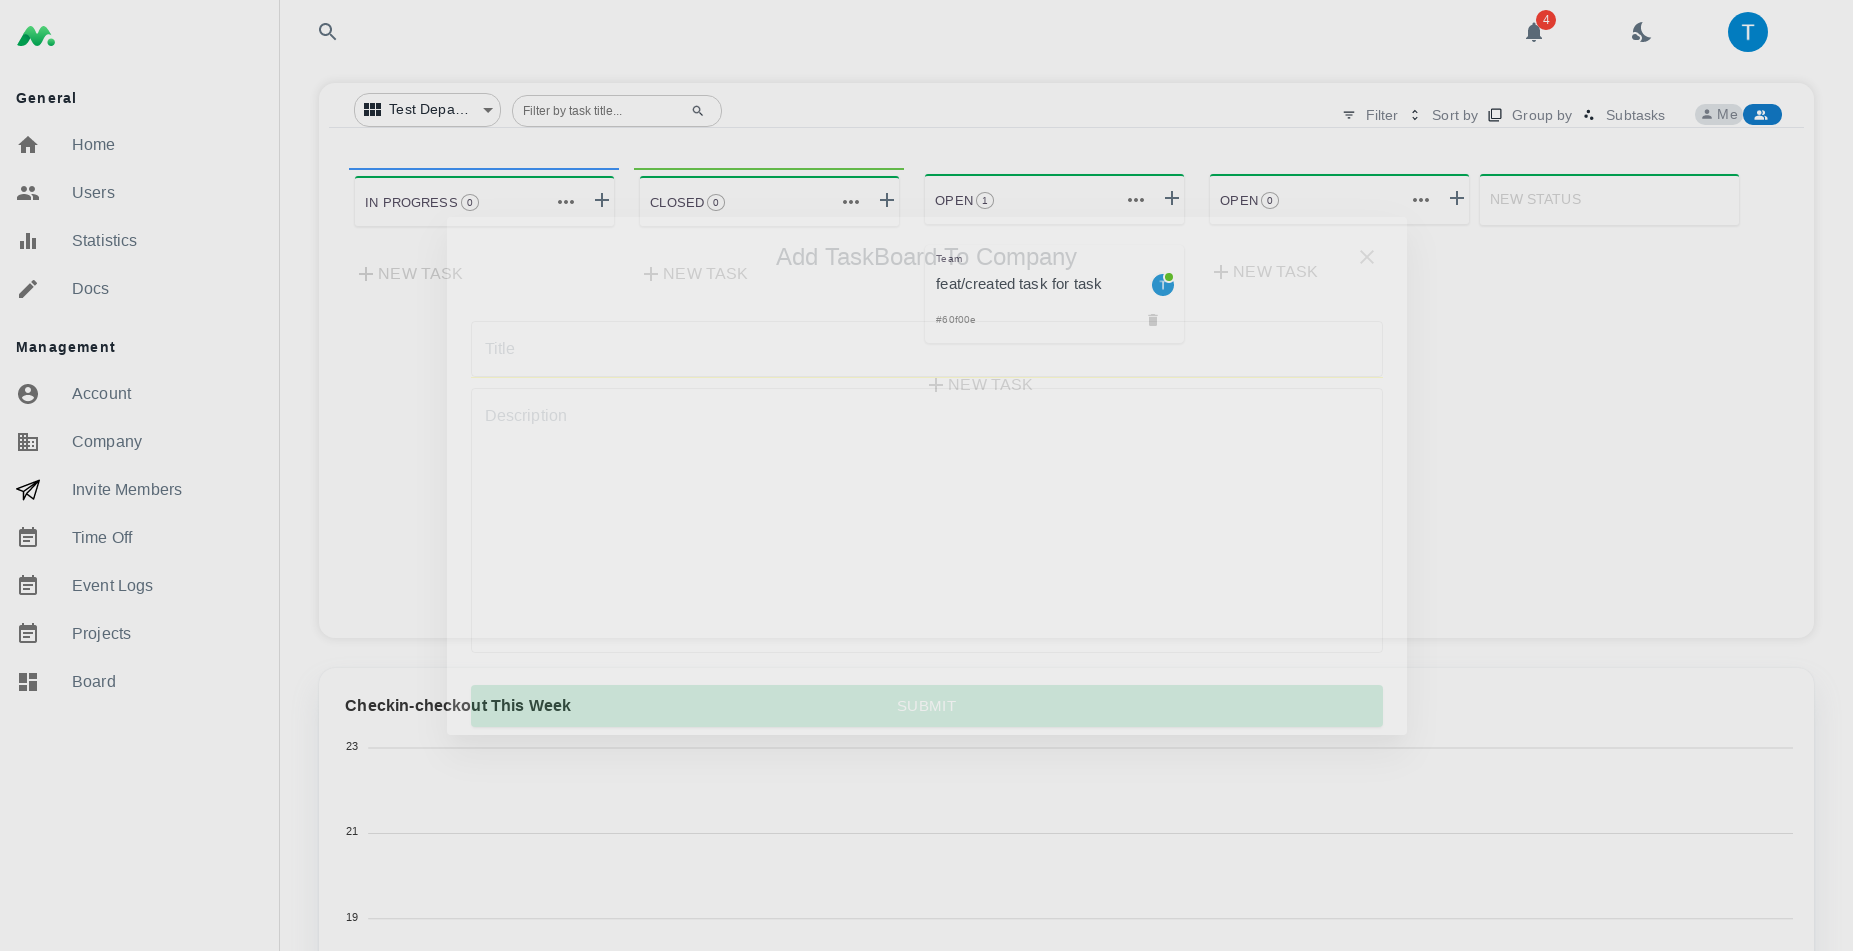 4
T
General
Home
Users
Statistics
Docs
Management
Account
Company
Invite Members
Time Off
Event Logs
Projects
Board
Test Depa...
Filter by task title...
Filter
Sort by
Group by
Subtasks
Me
IN PROGRESS 0
CLOSED 0
OPEN 1
OPEN 0
NEW STATUS
NEW TASK
NEW TASK
Team
feat/created task for task
T
#60f00e
NEW TASK
NEW TASK
Add TaskBoard To Company
Title
Description
SUBMIT
Checkin-checkout This Week
23
21
19